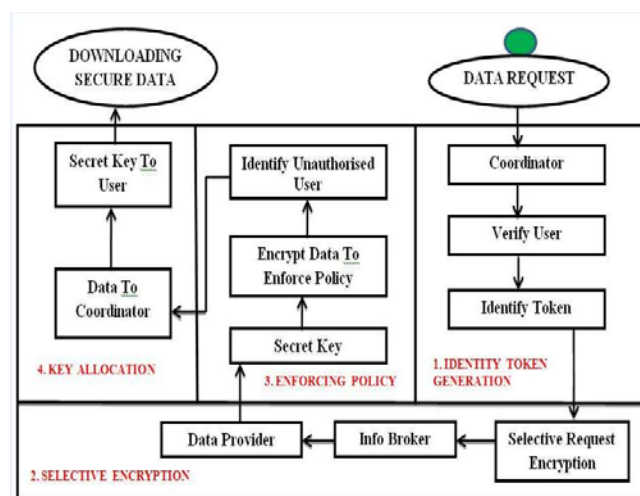 DOWNLOADING
SECURE DATA
DATA REQUEST
Secret Key To
User
Identify Unauthorised
User
Coordinator
Verify User
Encrypt Data To
Enforce Policy
Data To
Coordinator
Identify Token
Secret Key
4. KEY ALLOCATION
3. ENFORCING POLICY
1. IDENTITY TOKEN
GENERATION
Data Provider
Info Broker
Selective Request
Encryption
2. SELECTIVE ENCRYPTION